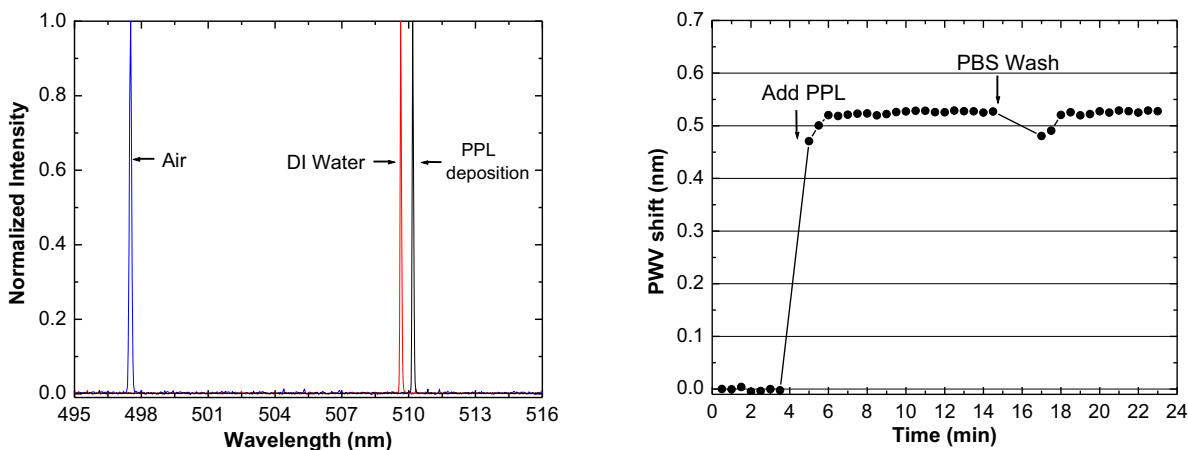 1.0
0.8
0.6
0.4
0.2
0.0
Normalized Intensity
Air
DI Water
PPL
deposition
495 498 501 504 507 510 513 516
Wavelength (nm)
0.7
0.6
0.5
0.4
0.3
0.2
0.1
0.0
PWV shift (nm)
Add PPL
PBS Wash
0 2 4 6 8 10 12 14 16 18 20 22 24
Time (min)